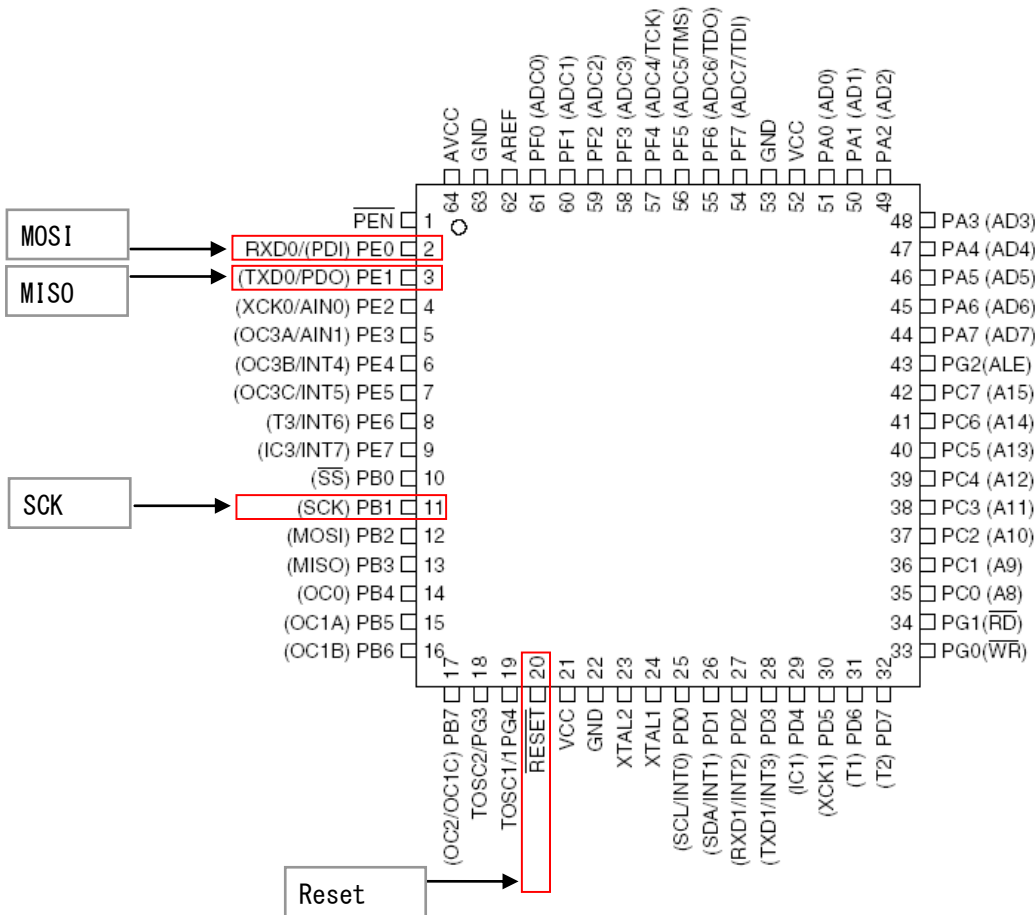 MOSI
MISO
SCK
Reset
AVCC
GND
AREF
PF0 (ADC0)
PF1 (ADC1)
PF2 (ADC2)
PF3 (ADC3)
PF4 (ADC4/TCK)
PF5 (ADC5/TMS)
PF6 (ADC6/TDO)
PF7 (ADC7/TDI)
GND
VCC
PA0 (AD0)
PA1 (AD1)
PA2 (AD2)
64
63
62
61
60
59
58
57
56
55
54
53
52
51
50
49
PEN 1
RXD0/(PDI) PE0 2
(TXD0/PDO) PE1 3
(XCK0/AIN0) PE2 4
(OC3A/AIN1) PE3 5
(OC3B/INT4) PE4 6
(OC3C/INT5) PE5 7
(T3/INT6) PE6 8
(IC3/INT7) PE7 9
(SS) PB0 10
(SCK) PB1 11
(MOSI) PB2 12
(MISO) PB3 13
(OC0) PB4 14
(OC1A) PB5 15
(OC1B) PB6 16
48 PA3 (AD3)
47 PA4 (AD4)
46 PA5 (AD5)
45 PA6 (AD6)
44 PA7 (AD7)
43 PG2(ALE)
42 PC7 (A15)
41 PC6 (A14)
40 PC5 (A13)
39 PC4 (A12)
38 PC3 (A11)
37 PC2 (A10)
36 PC1 (A9)
35 PC0 (A8)
34 PG1(RD)
33 PG0(WR)
17
18
19
20
21
22
23
24
25
26
27
28
29
30
31
32
(OC2/OC1C) PB7
TOSC2/PG3
TOSC1/1PG4
RESET
VCC
GND
XTAL2
XTAL1
(SCL/INT0) PD0
(SDA/INT1) PD1
(RXD1/INT2) PD2
(TXD1/INT3) PD3
(IC1) PD4
(XCK1) PD5
(T1) PD6
(T2) PD7